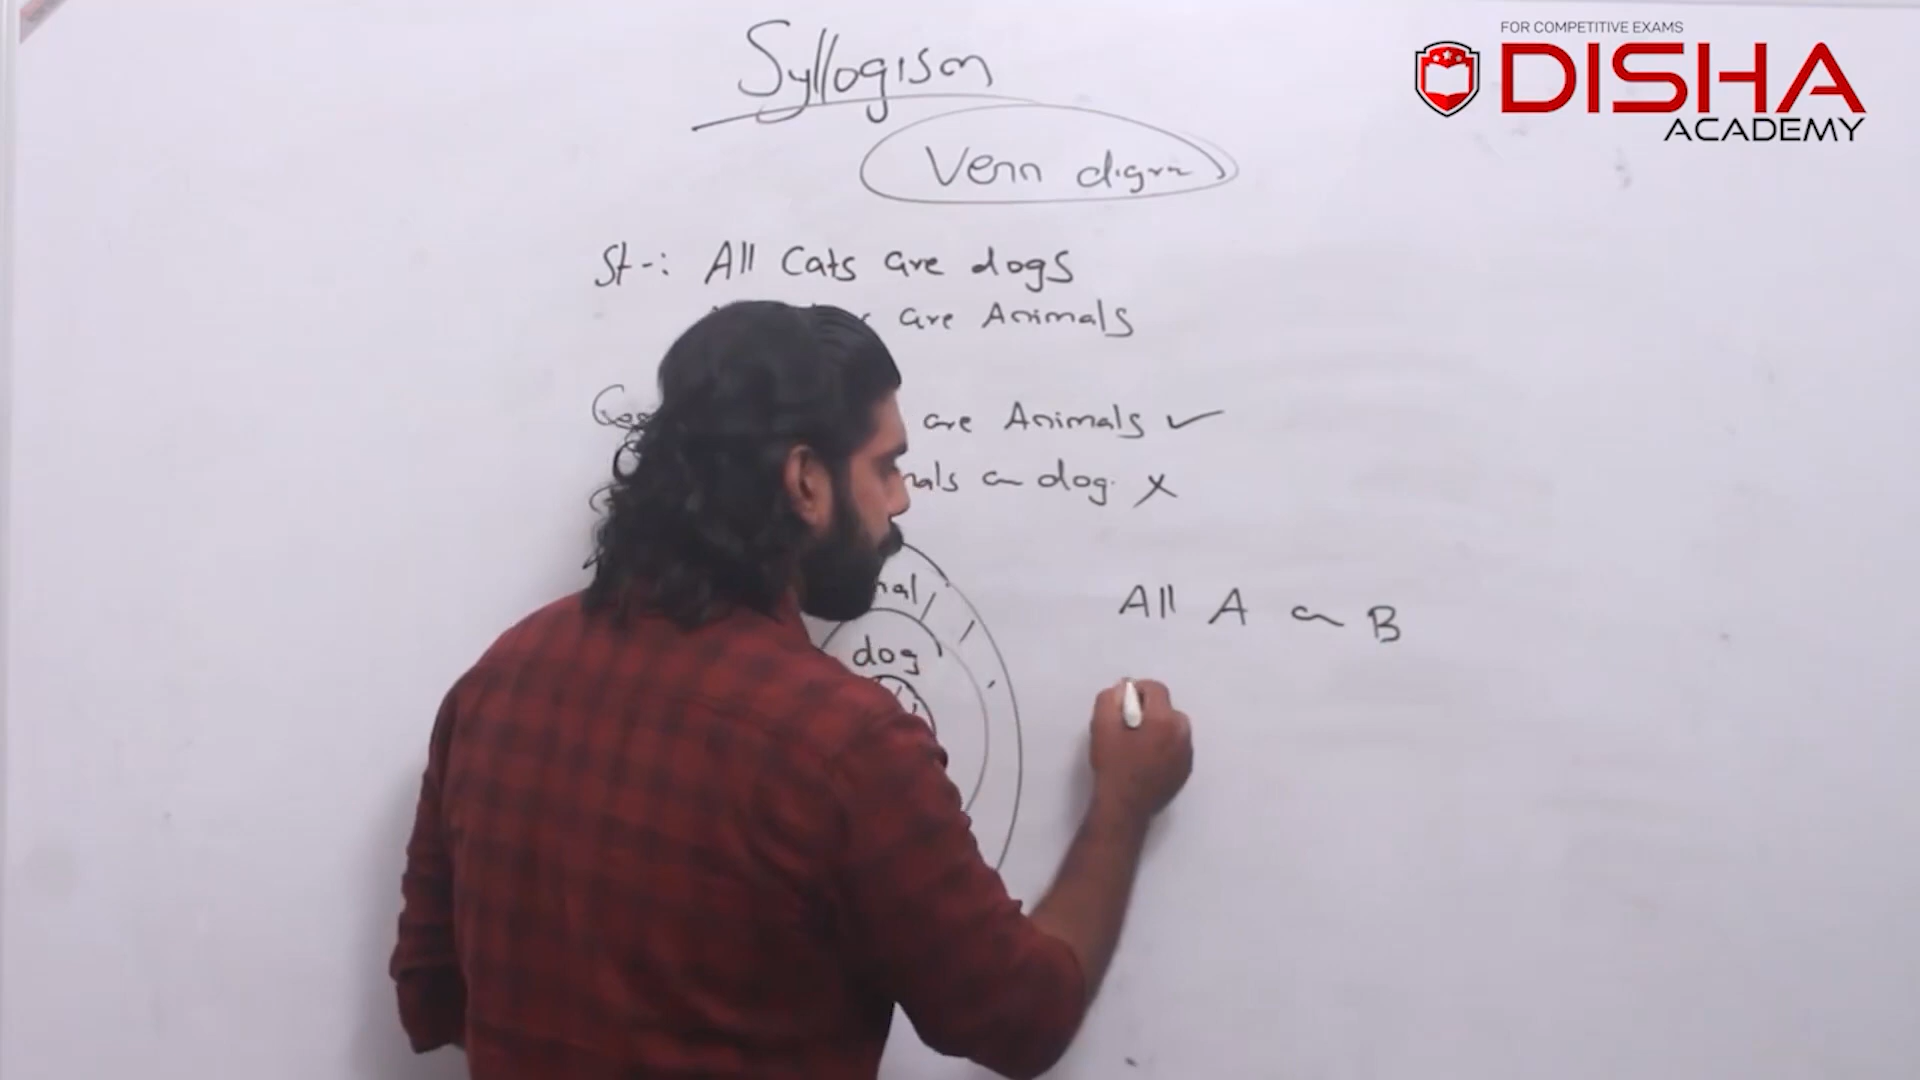 FOR COMPETITIVE EXAMS
DISHA
ACADEMY
Syllogism
Venn
St-: All Cats are dogs
are Animals
are Animals ✓
dog. X
dog
All A B